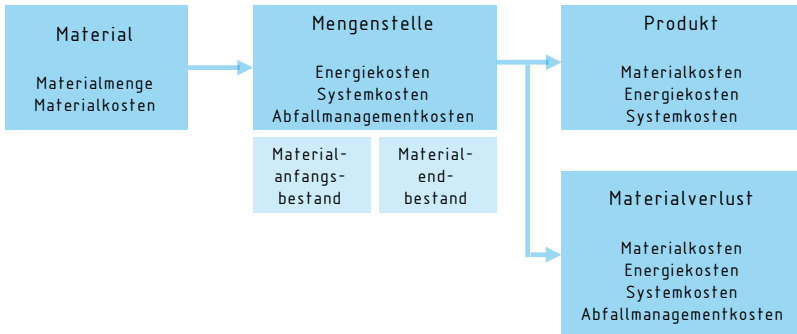 Material
Materialmenge
Materialkosten
Mengenstelle
Energiekosten
Systemkosten
Abfallmanagementkosten
Material-
anfangs-
bestand
Material-
end-
bestand
Produkt
Materialkosten
Energiekosten
Systemkosten
Materialverlust
Materialkosten
Energiekosten
Systemkosten
Abfallmanagementkosten